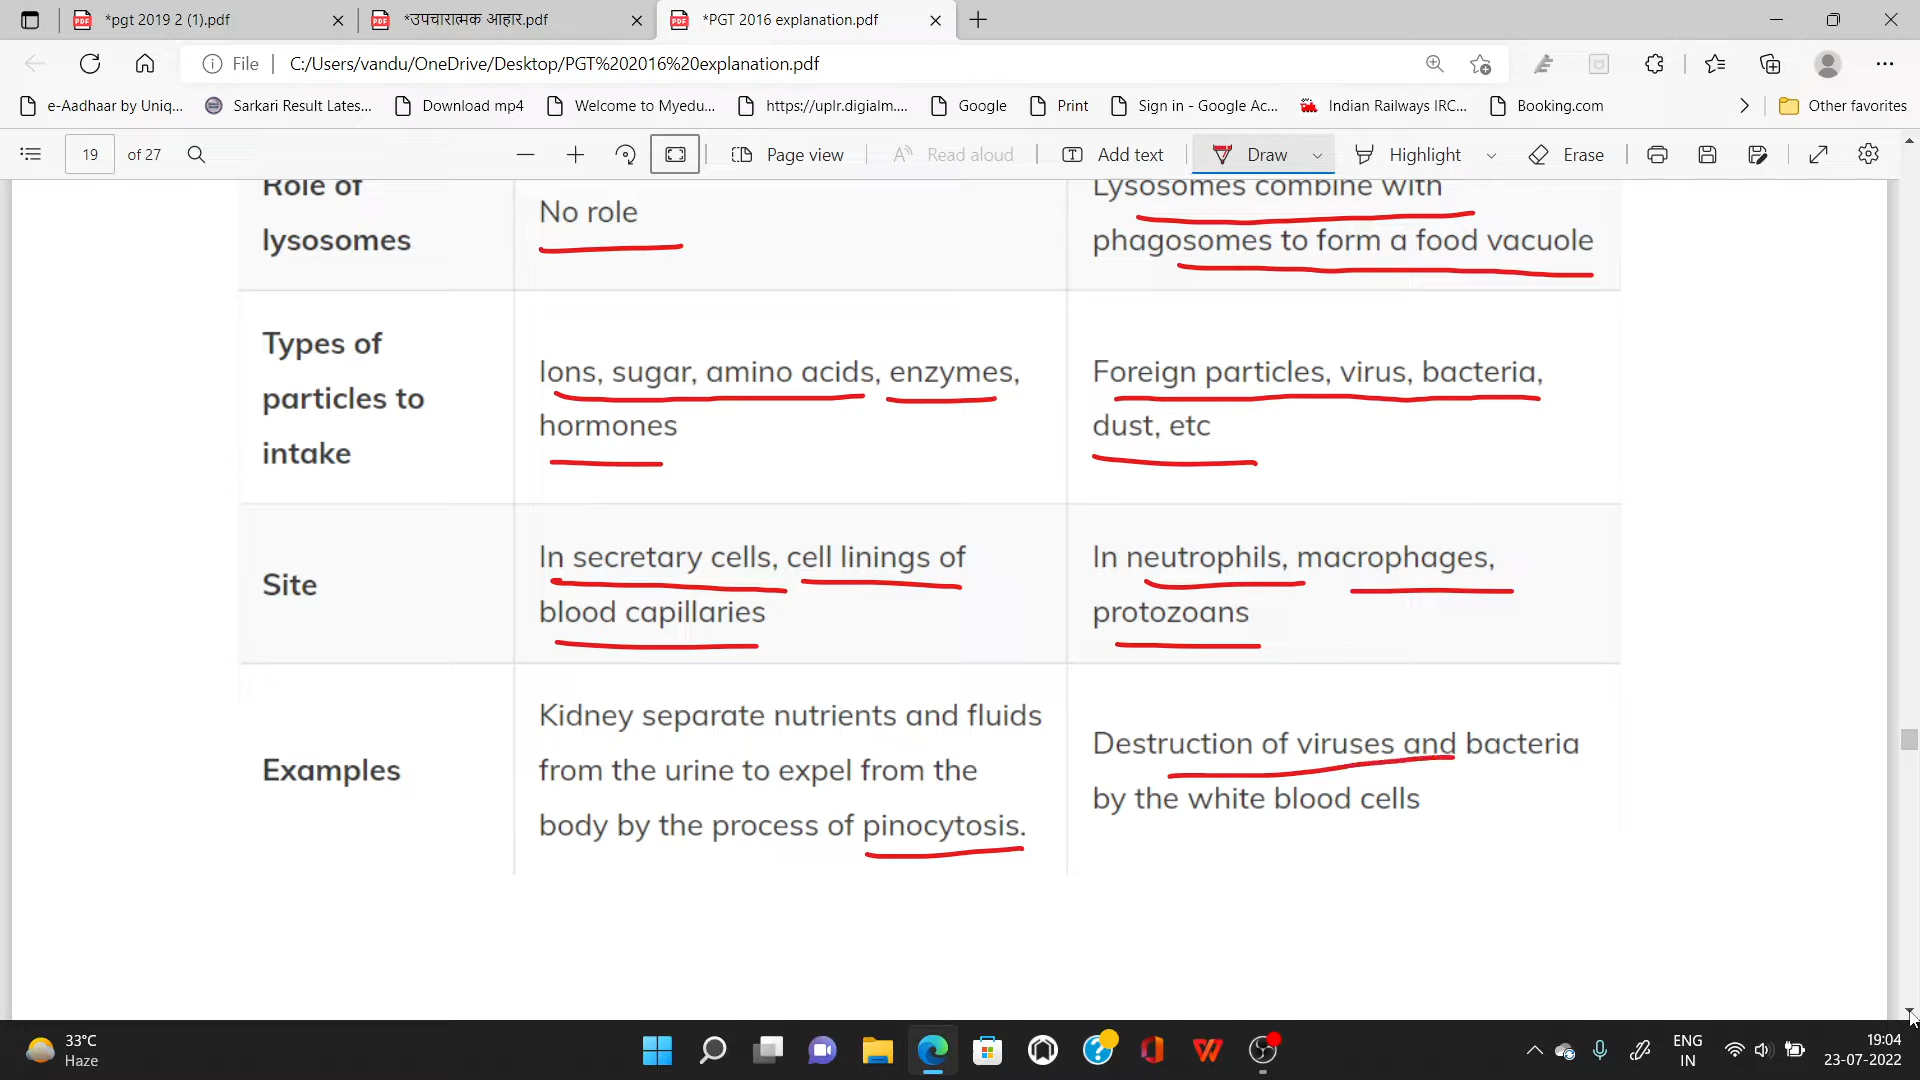 *pgt 2019 2 (1).pdf
*उपचारात्मक आहार.pdf
*PGT 2016 explanation.pdf
File
C:/Users/vandu/OneDrive/Desktop/PGT%202016%20explanation.pdf
e-Aadhaar by Uniq...
Sarkari Result Lates...
Download mp4
Welcome to Myedu...
https://uplr.digialm....
Google
Print
Sign in - Google Ac...
Indian Railways IRC...
Booking.com
Other favorites
19
of 27
Page view
Read aloud
Add text
Draw
Highlight
Erase
Role of
lysosomes
No role
Lysosomes combine with
phagosomes to form a food vacuole
Types of
particles to
intake
Ions, sugar, amino acids, enzymes,
hormones
Foreign particles, virus, bacteria,
dust, etc
Site
In secretary cells, cell linings of
blood capillaries
In neutrophils, macrophages,
protozoans
Examples
Kidney separate nutrients and fluids
from the urine to expel from the
body by the process of pinocytosis.
Destruction of viruses and bacteria
by the white blood cells
33°C
Haze
ENG
IN
19:04
23-07-2022